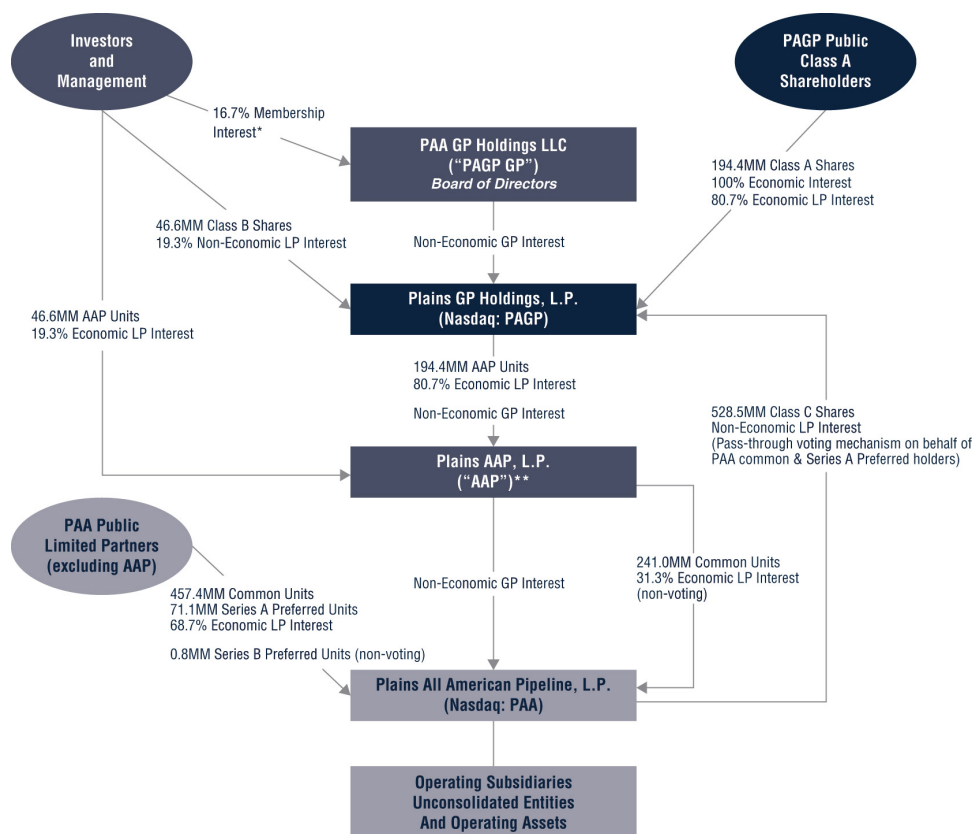 Investors
and
Management
PAGP Public
Class A
Shareholders
16.7% Membership
Interest*
PAA GP Holdings LLC
(“PAGP GP”)
Board of Directors
194.4MM Class A Shares
100% Economic Interest
80.7% Economic LP Interest
46.6MM Class B Shares
19.3% Non-Economic LP Interest
Non-Economic GP Interest
Plains GP Holdings, L.P.
(Nasdaq: PAGP)
46.6MM AAP Units
19.3% Economic LP Interest
194.4MM AAP Units
80.7% Economic LP Interest
Non-Economic GP Interest
528.5MM Class C Shares
Non-Economic LP Interest
(Pass-through voting mechanism on behalf of
PAA common & Series A Preferred holders)
Plains AAP, L.P.
(“AAP”)**
PAA Public
Limited Partners
(excluding AAP)
Non-Economic GP Interest
241.0MM Common Units
31.3% Economic LP Interest
(non-voting)
457.4MM Common Units
71.1MM Series A Preferred Units
68.7% Economic LP Interest
0.8MM Series B Preferred Units (non-voting)
Plains All American Pipeline, L.P.
(Nasdaq: PAA)
Operating Subsidiaries
Unconsolidated Entities
And Operating Assets